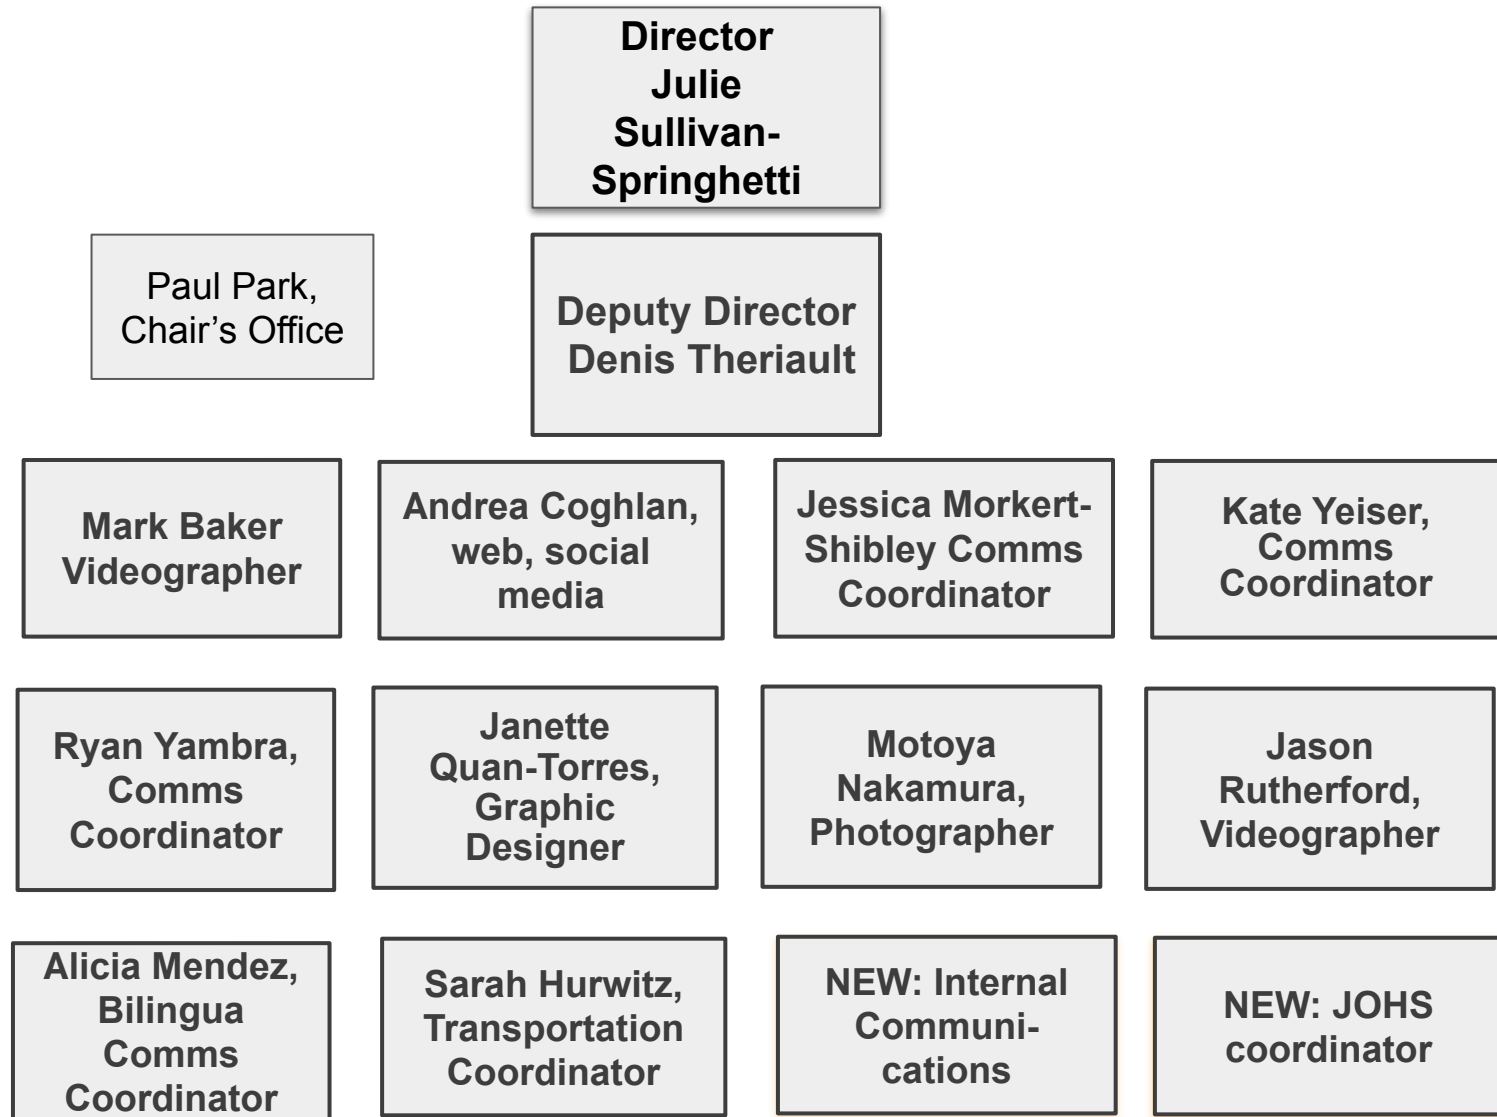 Director
Julie
Sullivan-
Springhetti
Paul Park,
Chair’s Office
Deputy Director
Denis Theriault
Mark Baker
Videographer
Andrea Coghlan,
web, social
media
Jessica Morkert-
Shibley Comms
Coordinator
Kate Yeiser,
Comms
Coordinator
Ryan Yambra,
Comms
Coordinator
Janette
Quan-Torres,
Graphic
Designer
Motoya
Nakamura,
Photographer
Jason
Rutherford,
Videographer
Alicia Mendez,
Bilingua
Comms
Coordinator
Sarah Hurwitz,
Transportation
Coordinator
NEW: Internal
Communi-
cations
NEW: JOHS
coordinator